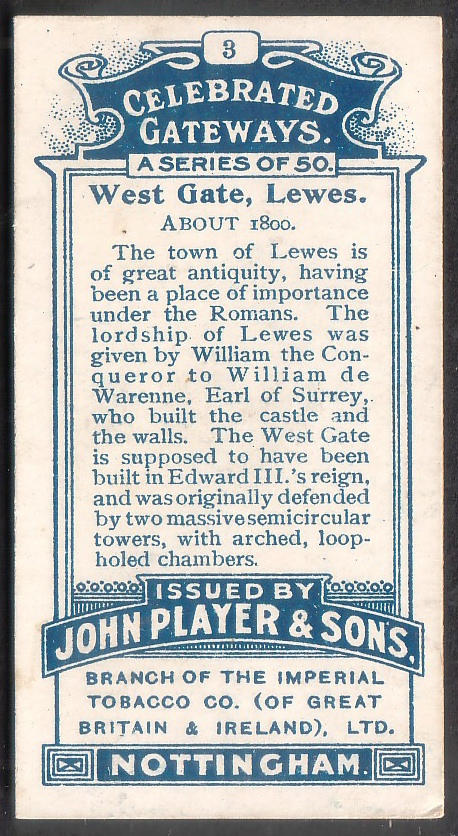 3
CELEBRATED
GATEWAYS.
A SERIES OF 50.
West Gate, Lewes.
ABOUT 1800.
The town of Lewes is
of great antiquity, having
been a place of importance
under the Romans. The
lordship of Lewes was
given by William the Con-
queror to William de
Warenne, Earl of Surrey,
who built the castle and
the walls. The West Gate
is supposed to have been
built in Edward III.'s reign,
and was originally defended
by two massive semicircular
towers, with arched, loop-
holed chambers.
ISSUED BY
JOHN PLAYER & SONS.
BRANCH OF THE IMPERIAL
TOBACCO CO. (OF GREAT
BRITAIN & IRELAND), LTD.
NOTTINGHAM.